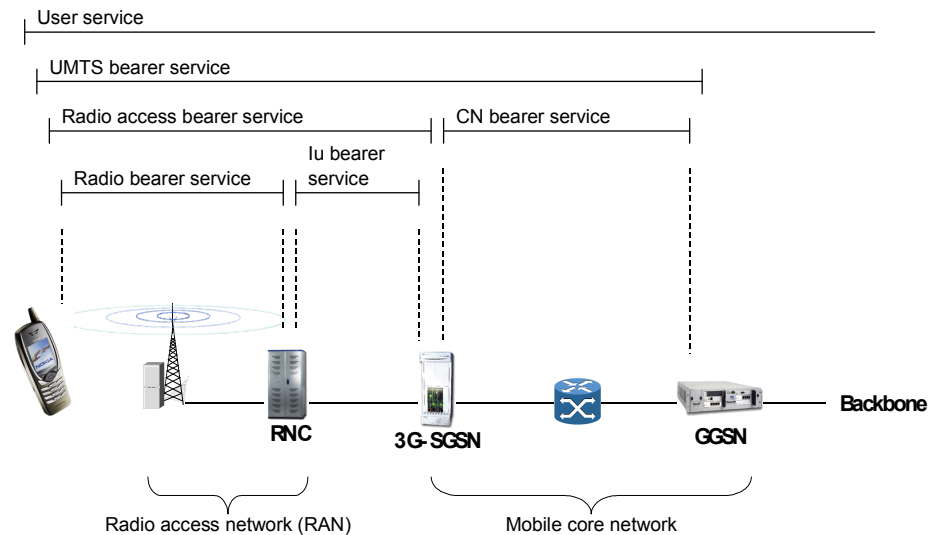 User service
UMTS bearer service
Radio access bearer service
CN bearer service
Iu bearer
service
Radio bearer service
NOKIA
RNC
3G-SGSN
GGSN
Backbone
Radio access network (RAN)
Mobile core network